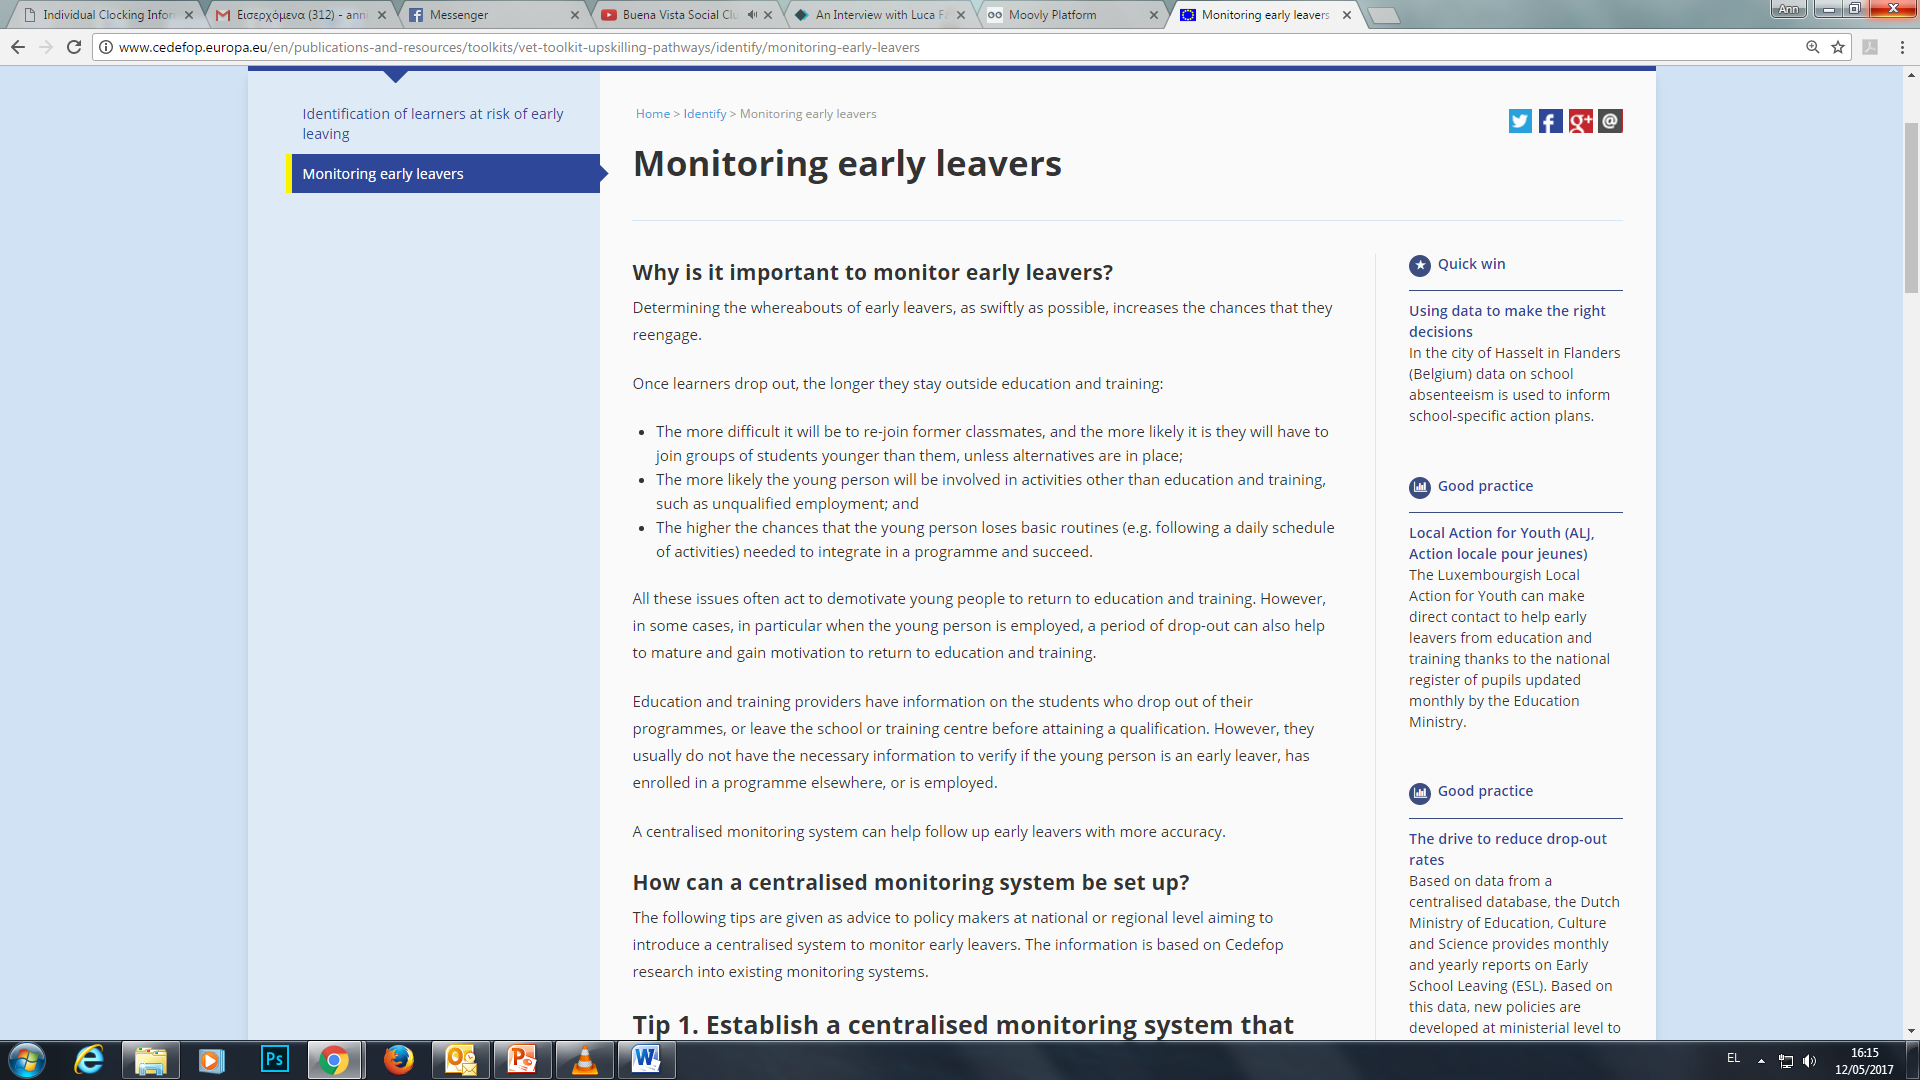 Individual Clocking Infor
Εισερχόμενα (312) - anni
Messenger
Buena Vista Social Clu
An Interview with Luca F
Moovly Platform
Monitoring early leavers
Ann
www.cedefop.europa.eu/en/publications-and-resources/toolkits/vet-toolkit-upskilling-pathways/identify/monitoring-early-leavers
Identification of learners at risk of early
leaving
Monitoring early leavers
Home > Identify > Monitoring early leavers
Monitoring early leavers
Why is it important to monitor early leavers?
Determining the whereabouts of early leavers, as swiftly as possible, increases the chances that they
reengage.
Once learners drop out, the longer they stay outside education and training:
• The more difficult it will be to re-join former classmates, and the more likely it is they will have to
join groups of students younger than them, unless alternatives are in place;
• The more likely the young person will be involved in activities other than education and training,
such as unqualified employment; and
• The higher the chances that the young person loses basic routines (e.g. following a daily schedule
of activities) needed to integrate in a programme and succeed.
All these issues often act to demotivate young people to return to education and training. However,
in some cases, in particular when the young person is employed, a period of drop-out can also help
to mature and gain motivation to return to education and training.
Education and training providers have information on the students who drop out of their
programmes, or leave the school or training centre before attaining a qualification. However, they
usually do not have the necessary information to verify if the young person is an early leaver, has
enrolled in a programme elsewhere, or is employed.
A centralised monitoring system can help follow up early leavers with more accuracy.
How can a centralised monitoring system be set up?
The following tips are given as advice to policy makers at national or regional level aiming to
introduce a centralised system to monitor early leavers. The information is based on Cedefop
research into existing monitoring systems.
Tip 1. Establish a centralised monitoring system that
Quick win
Using data to make the right
decisions
In the city of Hasselt in Flanders
(Belgium) data on school
absenteeism is used to inform
school-specific action plans.
Good practice
Local Action for Youth (ALJ,
Action locale pour jeunes)
The Luxembourgish Local
Action for Youth can make
direct contact to help early
leavers from education and
training thanks to the national
register of pupils updated
monthly by the Education
Ministry.
Good practice
The drive to reduce drop-out
rates
Based on data from a
centralised database, the Dutch
Ministry of Education, Culture
and Science provides monthly
and yearly reports on Early
School Leaving (ESL). Based on
this data, new policies are
developed at ministerial level to
EL
16:15
12/05/2017